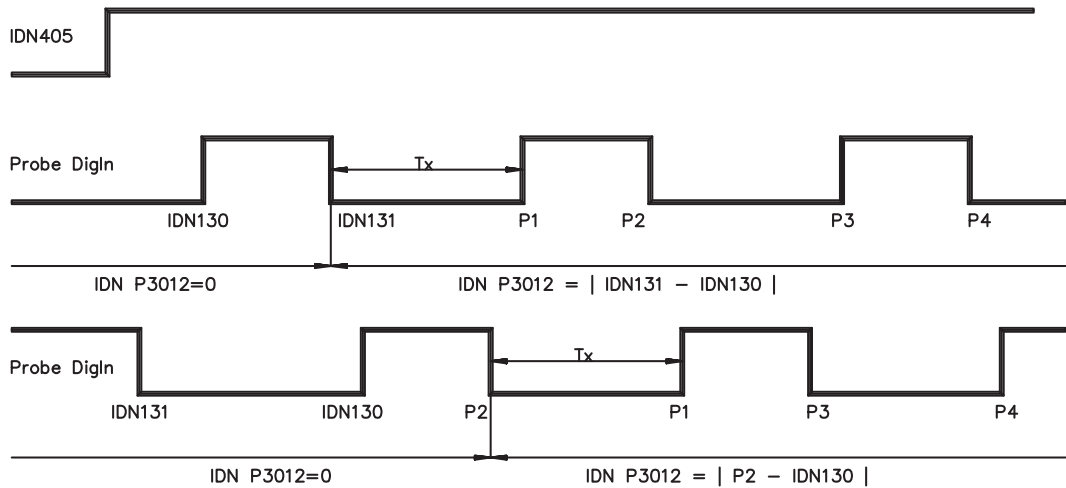 IDN405
Probe DigIn
Tx
IDN130
IDN131
P1
P2
P3
P4
IDN P3012=0
IDN P3012 = | IDN131 – IDN130 |
Probe DigIn
Tx
IDN131
IDN130
P2
P1
P3
P4
IDN P3012=0
IDN P3012 = | P2 – IDN130 |